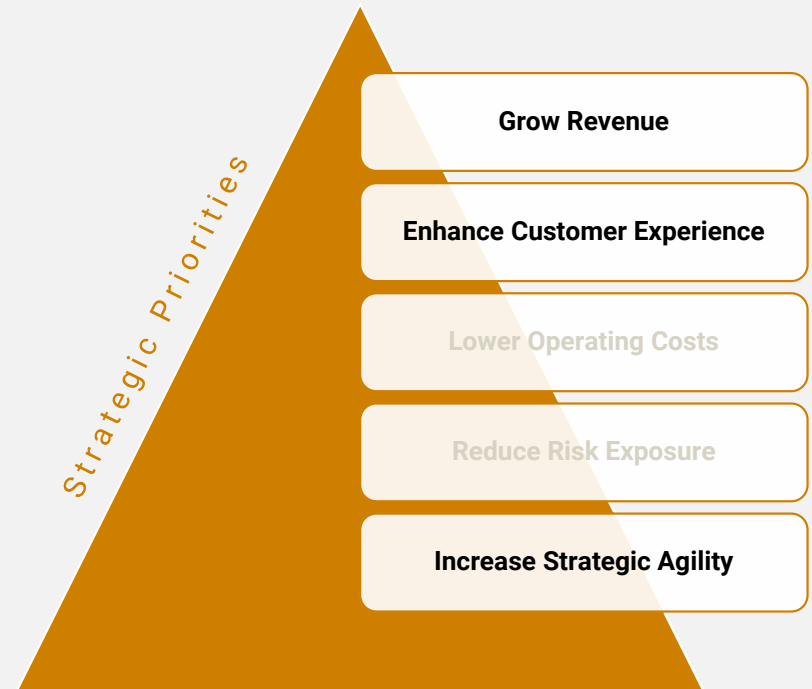 Strategic Priorities
Grow Revenue
Enhance Customer Experience
Lower Operating Costs
Reduce Risk Exposure
Increase Strategic Agility